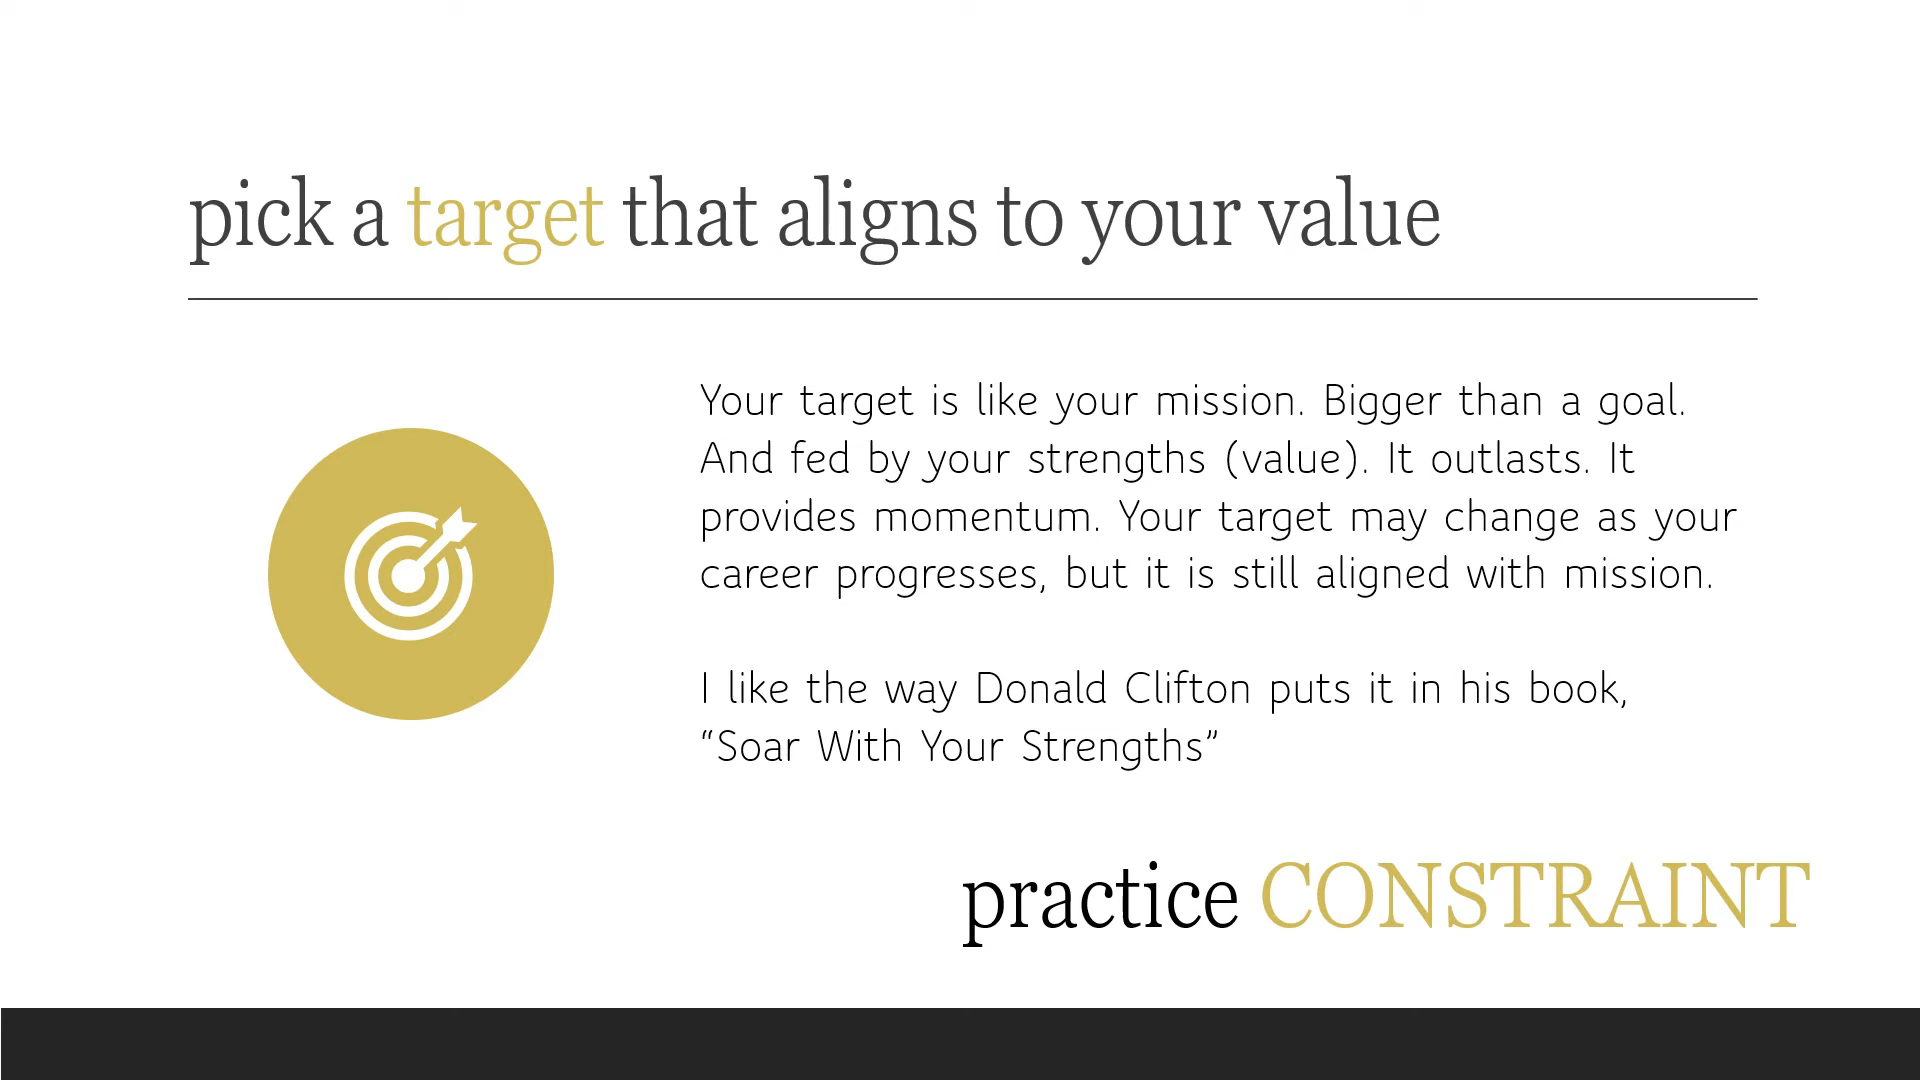 pick a target that aligns to your value
Your target is like your mission. Bigger than a goal.
And fed by your strengths (value). It outlasts. It
provides momentum. Your target may change as your
career progresses, but it is still aligned with mission.
I like the way Donald Clifton puts it in his book,
“Soar With Your Strengths”
practice CONSTRAINT